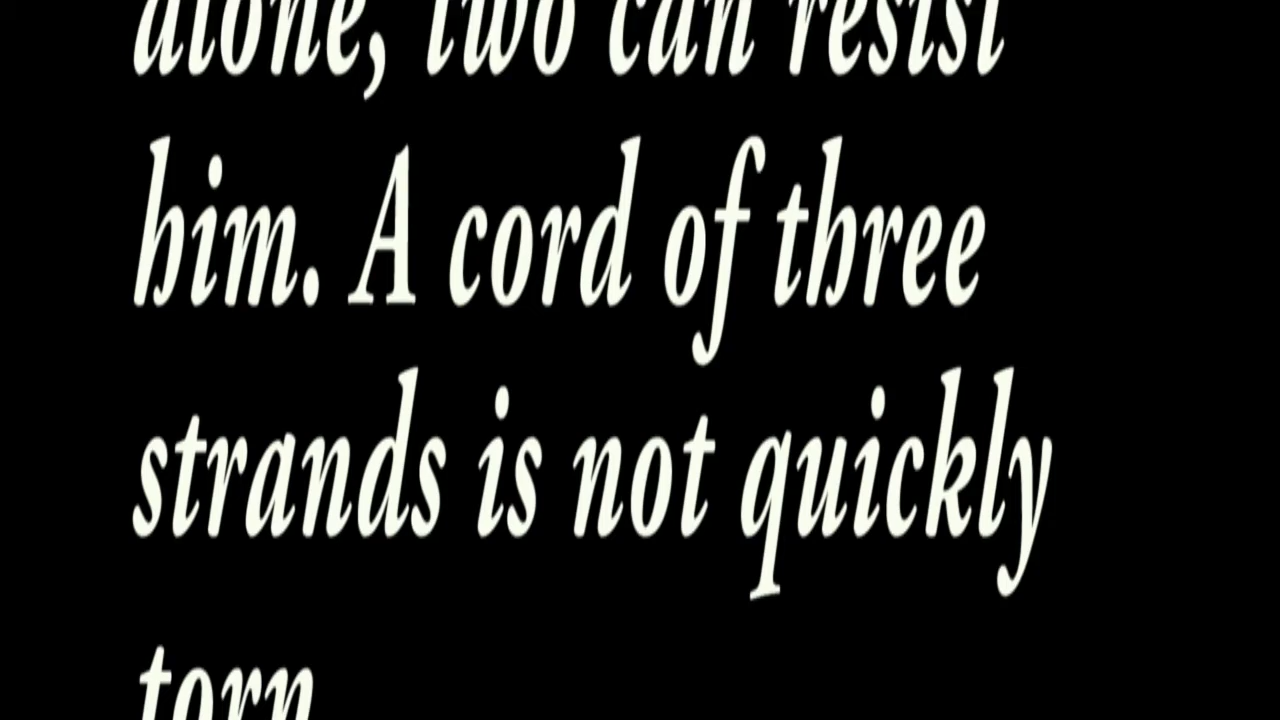 alone, two can resist
him. A cord of three
strands is not quickly
torn